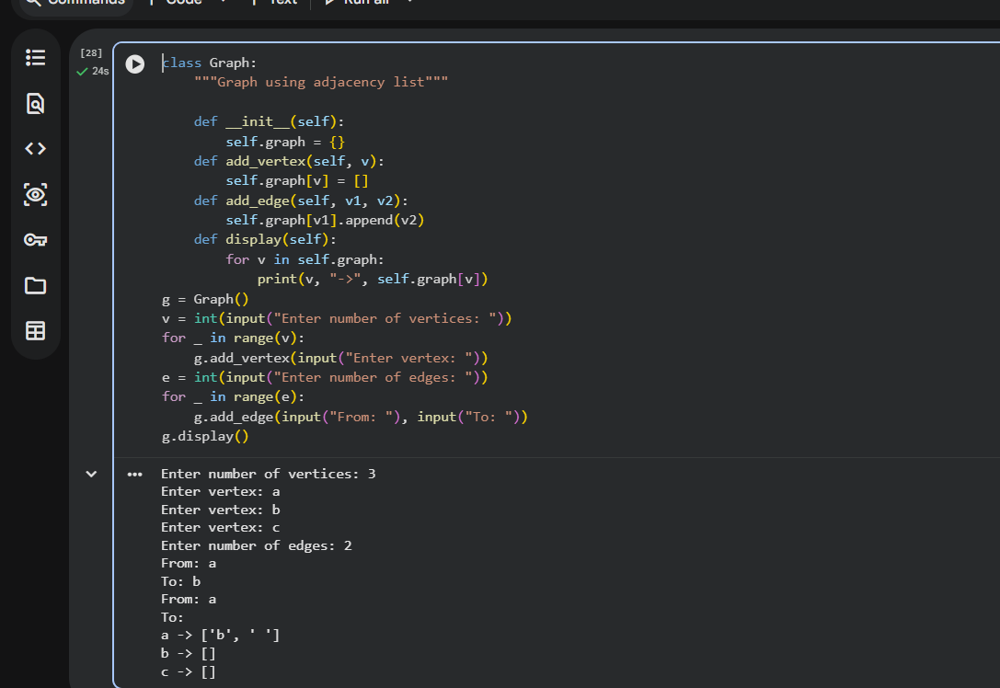 Commands
Code
Text
Run all
[28]
24s
class Graph:
    """Graph using adjacency list"""

    def __init__(self):
        self.graph = {}
    def add_vertex(self, v):
        self.graph[v] = []
    def add_edge(self, v1, v2):
        self.graph[v1].append(v2)
    def display(self):
        for v in self.graph:
            print(v, "->", self.graph[v])
g = Graph()
v = int(input("Enter number of vertices: "))
for _ in range(v):
    g.add_vertex(input("Enter vertex: "))
e = int(input("Enter number of edges: "))
for _ in range(e):
    g.add_edge(input("From: "), input("To: "))
g.display()
Enter number of vertices: 3
Enter vertex: a
Enter vertex: b
Enter vertex: c
Enter number of edges: 2
From: a
To: b
From: a
To:
a -> ['b', ' ']
b -> []
c -> []